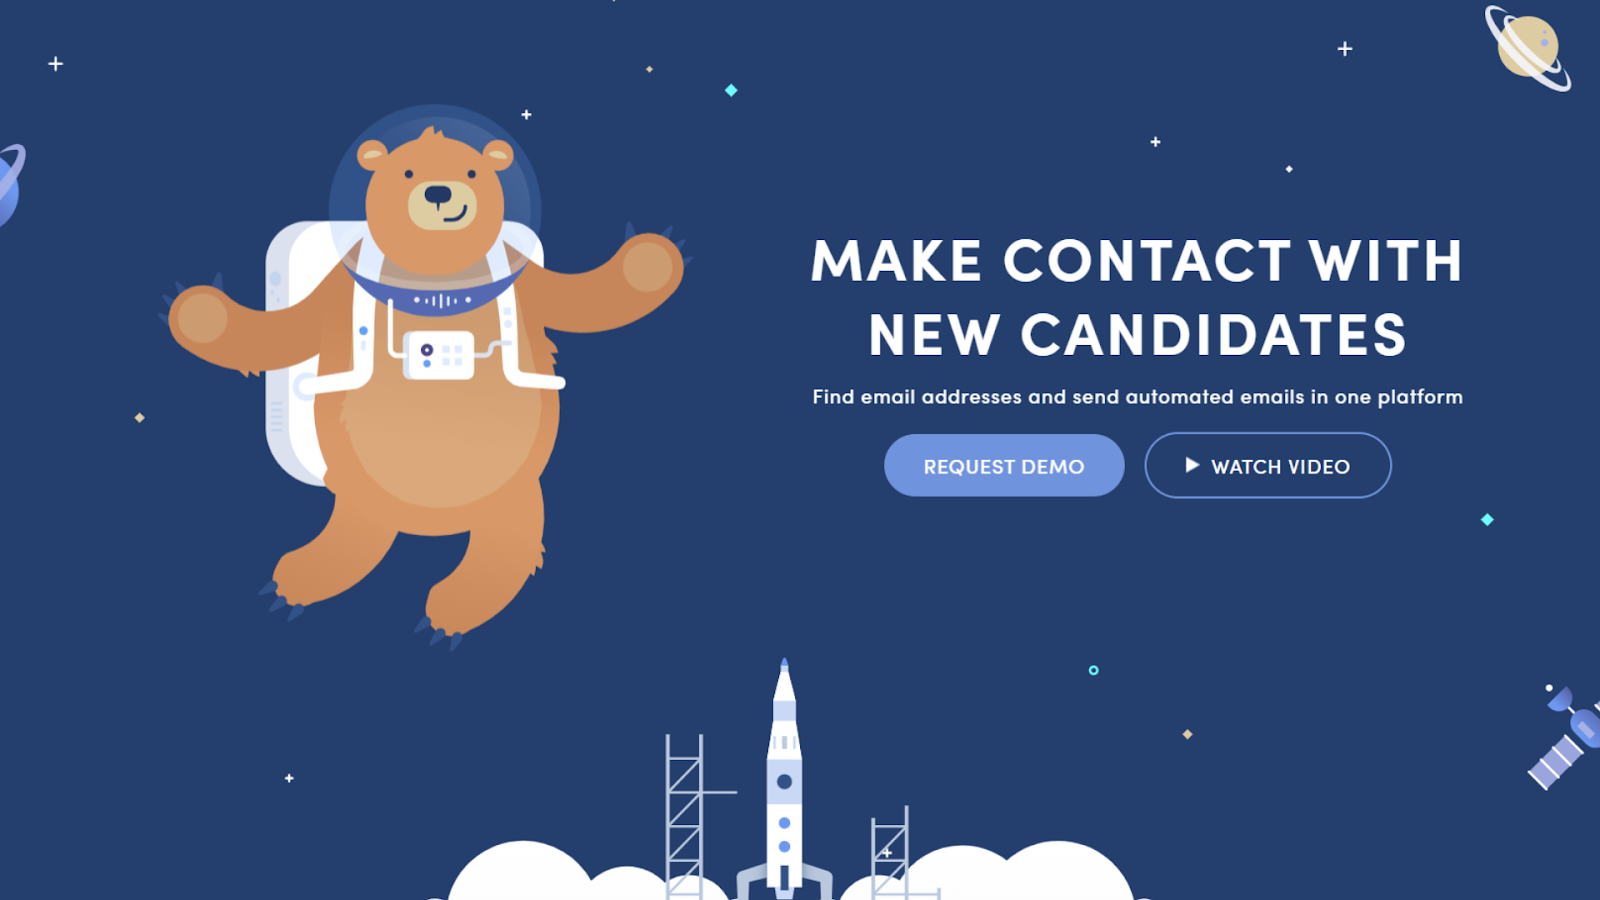 MAKE CONTACT WITH
NEW CANDIDATES
Find email addresses and send automated emails in one platform
REQUEST DEMO
WATCH VIDEO